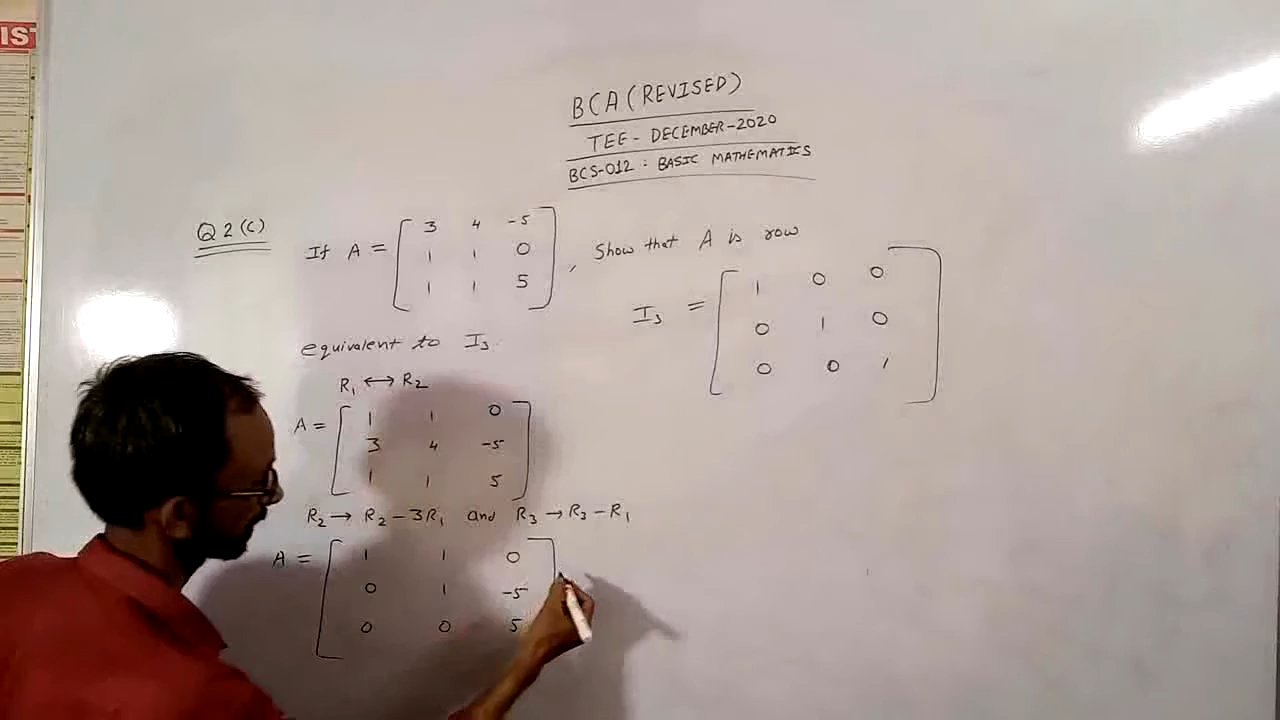 IST
BCA (REVISED)
TEE - DECEMBER - 2020
BCS-012 : BASIC MATHEMATICS
Q 2 (C)
If A = [ 3 4 -5
1 1 0
1 1 5 ] , Show that A is row
equivalent to I3
I3 = [ 1 0 0
0 1 0
0 0 1 ]
R1 ↔ R2
A = [ 1 1 0
3 4 -5
1 1 5 ]
R2 → R2 - 3R1 and R3 → R3 - R1
A = [ 1 1 0
0 1 -5
0 0 5